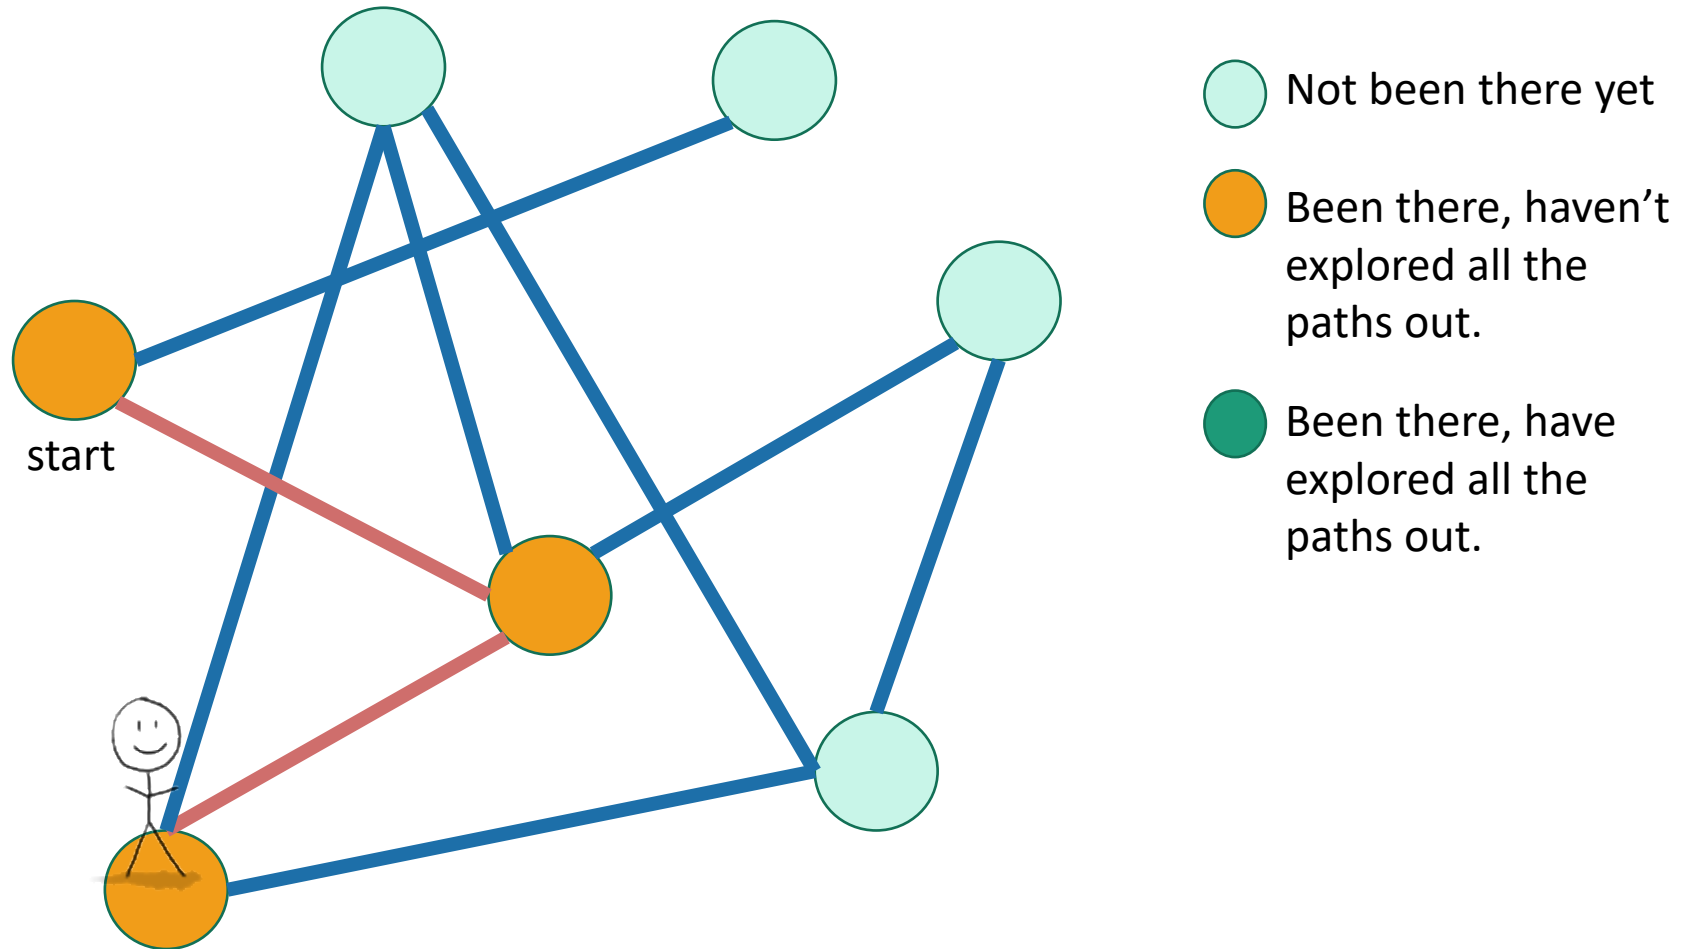 Not been there yet
Been there, haven’t
explored all the
paths out.
start
Been there, have
explored all the
paths out.